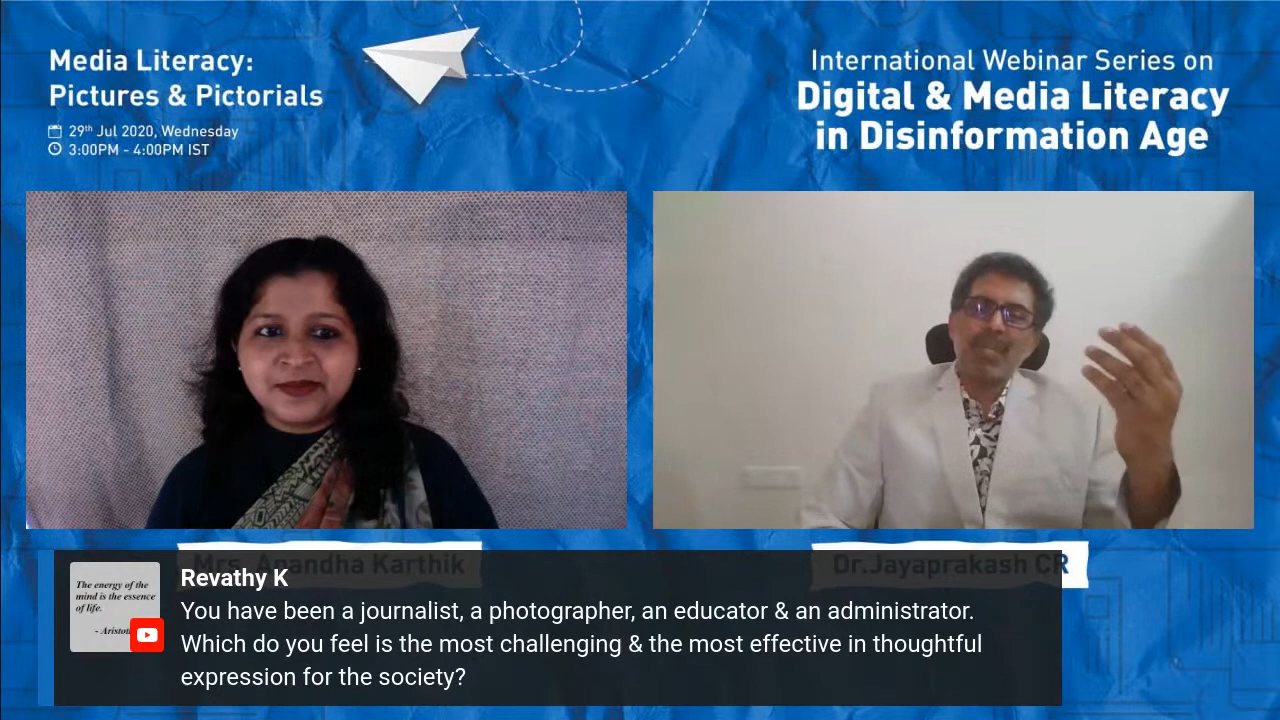 Media Literacy:
Pictures & Pictorials
29th Jul 2020, Wednesday
3:00PM - 4:00PM IST
International Webinar Series on
Digital & Media Literacy
in Disinformation Age
Mrs. Anandha Karthik
Dr.Jayaprakash CR
The energy of the
mind is the essence
of life.
- Aristot
Revathy K
You have been a journalist, a photographer, an educator & an administrator.
Which do you feel is the most challenging & the most effective in thoughtful
expression for the society?